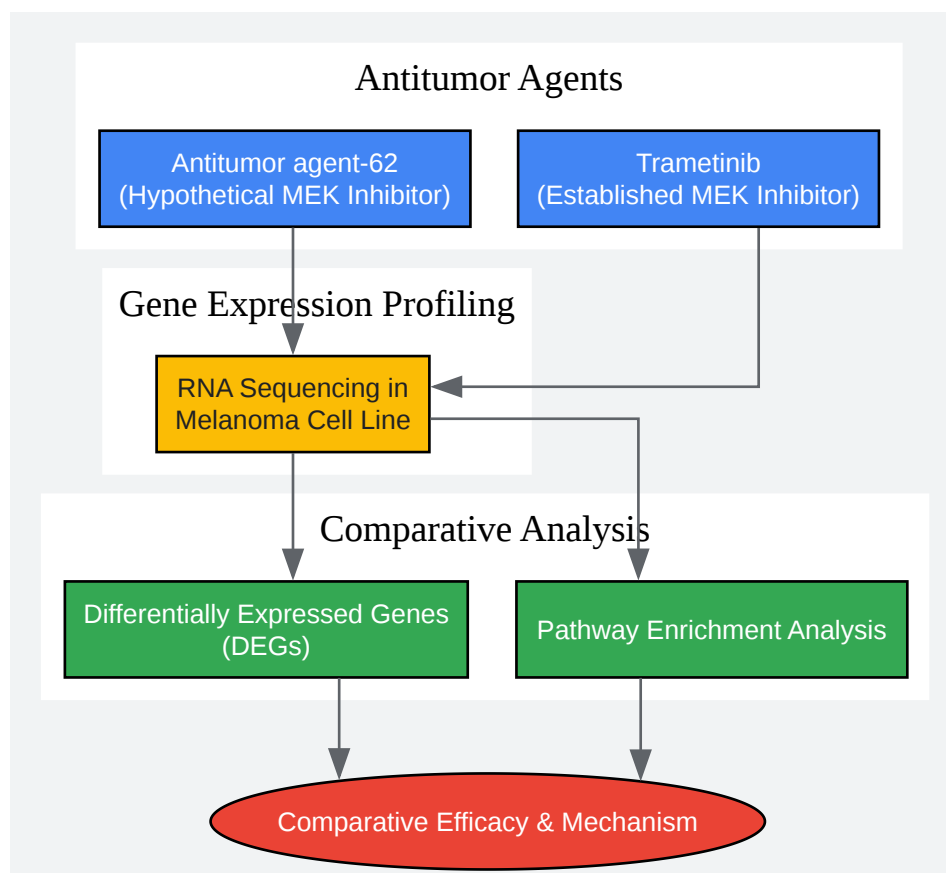 Antitumor Agents
Antitumor agent-62
(Hypothetical MEK Inhibitor)
Trametinib
(Established MEK Inhibitor)
Gene Expression Profiling
RNA Sequencing in
Melanoma Cell Line
Comparative Analysis
Differentially Expressed Genes
(DEGs)
Pathway Enrichment Analysis
Comparative Efficacy & Mechanism